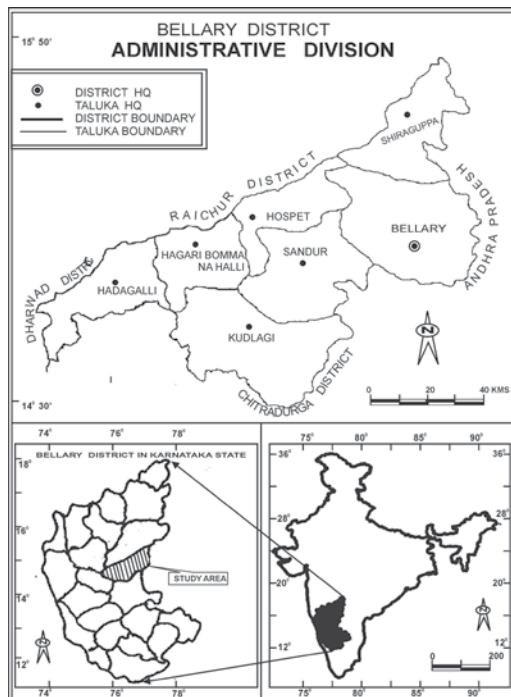 BELLARY DISTRICT
ADMINISTRATIVE DIVISION
15° 50'
DISTRICT HQ
TALUKA HQ
DISTRICT BOUNDARY
TALUKA BOUNDARY
SHIRAGUPPA
RAICHUR DISTRICT
ANDHRA PRADESH
HOSPET
BELLARY
HAGARI BOMMA
NA HALLI
SANDUR
DHARWAD DISTRC
HADAGALLI
KUDLAGI
CHITRADURGA DISTRICT
N
0 20 40 KMS
14° 30'
74° 76° 78°
BELLARY DISTRICT IN KARNATAKA STATE
18°
16°
14°
12°
STUDY AREA
N
74° 76° 78°
75° 80° 85° 90°
36°
28°
20°
12°
36°
28°
18°
12°
N
0 200
75° 80° 85° 90°